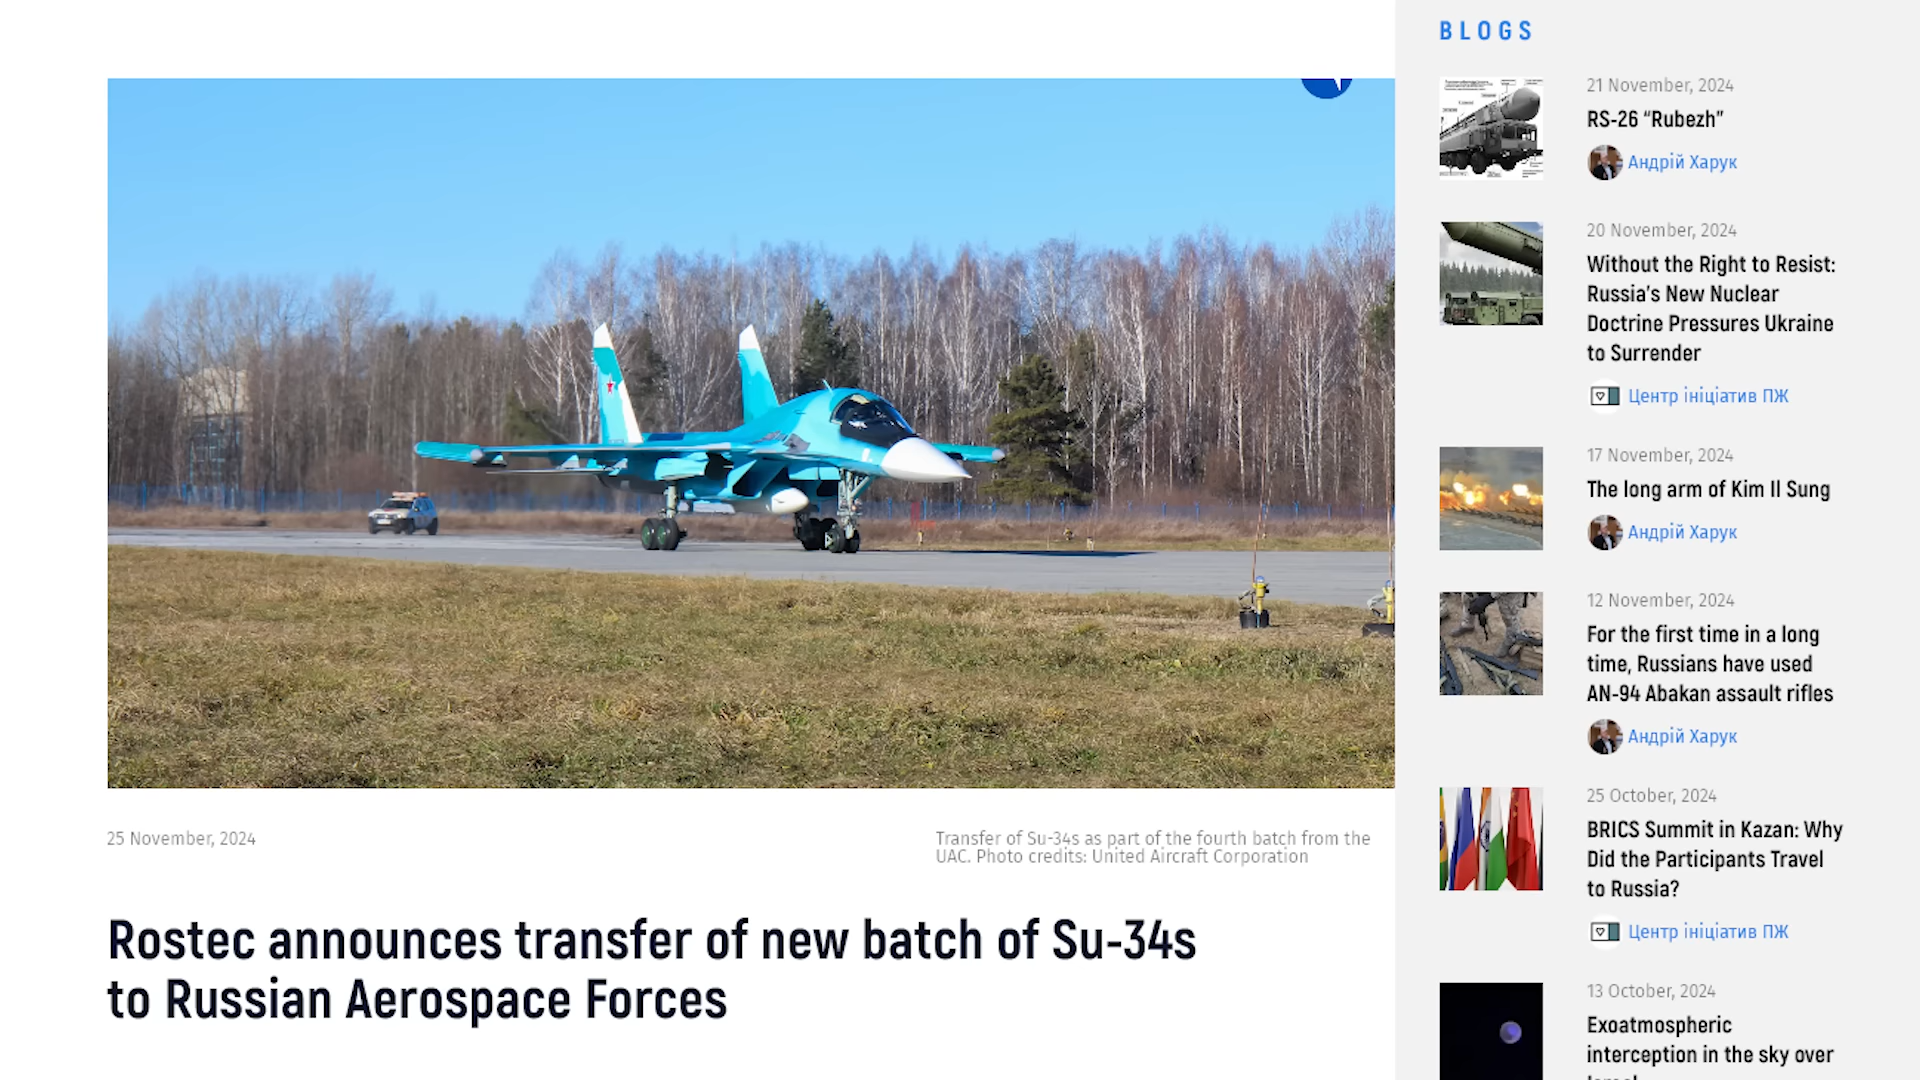 25 November, 2024
Transfer of Su-34s as part of the fourth batch from the
UAC. Photo credits: United Aircraft Corporation
Rostec announces transfer of new batch of Su-34s
to Russian Aerospace Forces
BLOGS
21 November, 2024
RS-26 “Rubezh”
Андрій Харук
20 November, 2024
Without the Right to Resist:
Russia’s New Nuclear
Doctrine Pressures Ukraine
to Surrender
Центр ініціатив ПЖ
17 November, 2024
The long arm of Kim Il Sung
Андрій Харук
12 November, 2024
For the first time in a long
time, Russians have used
AN-94 Abakan assault rifles
Андрій Харук
25 October, 2024
BRICS Summit in Kazan: Why
Did the Participants Travel
to Russia?
Центр ініціатив ПЖ
13 October, 2024
Exoatmospheric
interception in the sky over